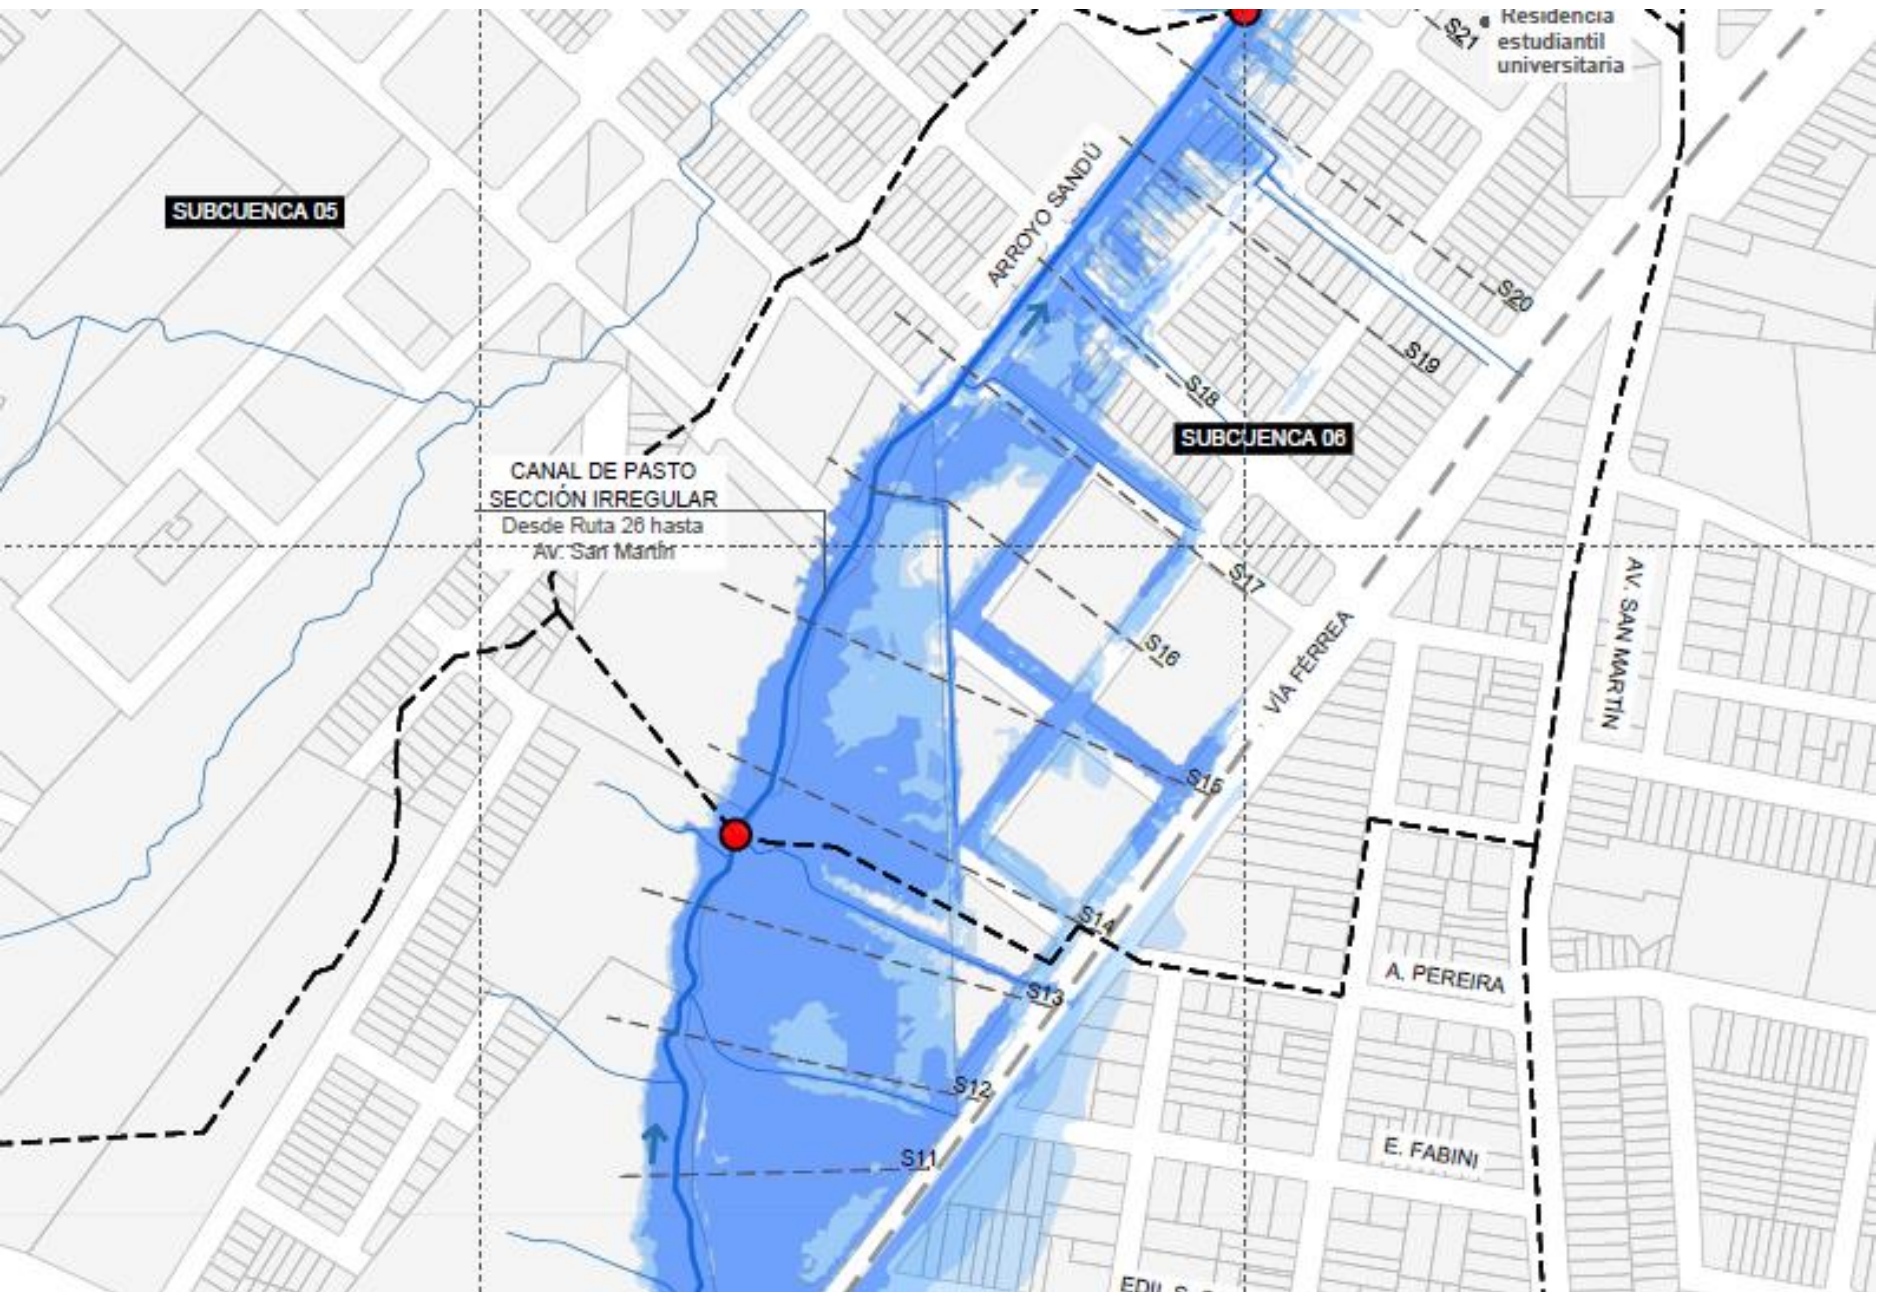 Residencia
estudiantil
universitaria
S21
SUBCUENCA 05
ARROYO SANDÚ
S20
S19
S18
SUBCUENCA 06
CANAL DE PASTO
SECCIÓN IRREGULAR
Desde Ruta 26 hasta
Av. San Martín
S17
S16
VÍA FÉRREA
AV. SAN MARTÍN
S15
S14
A. PEREIRA
S13
S12
S11
E. FABINI
EDIL S.